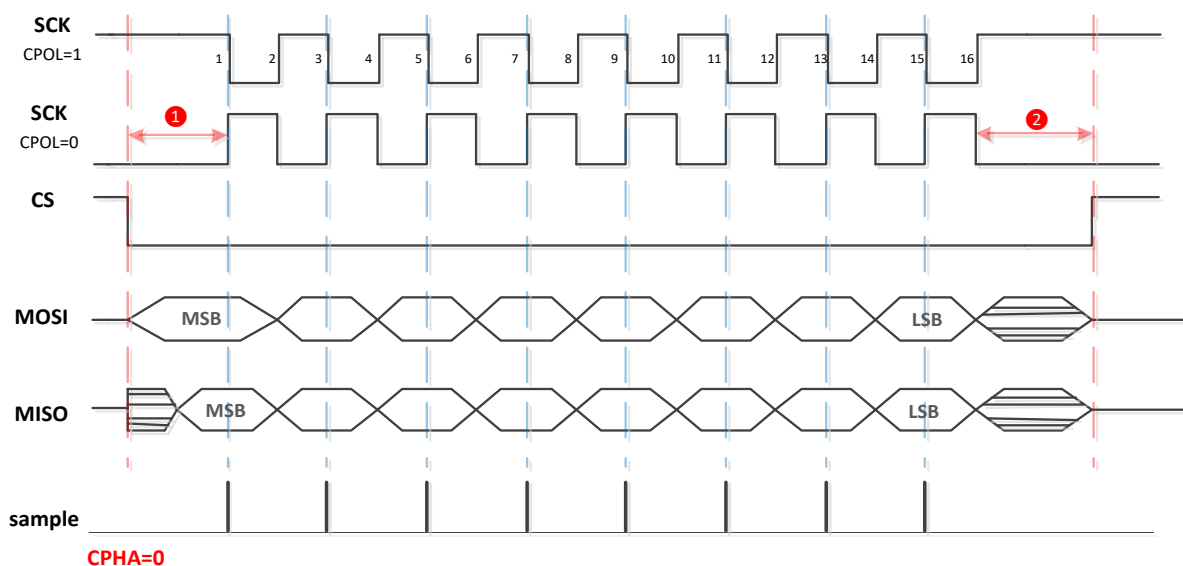 SCK
CPOL=1
1 2 3 4 5 6 7 8 9 10 11 12 13 14 15 16
SCK
CPOL=0
1
2
CS
MOSI
MSB
LSB
MISO
MSB
LSB
sample
CPHA=0